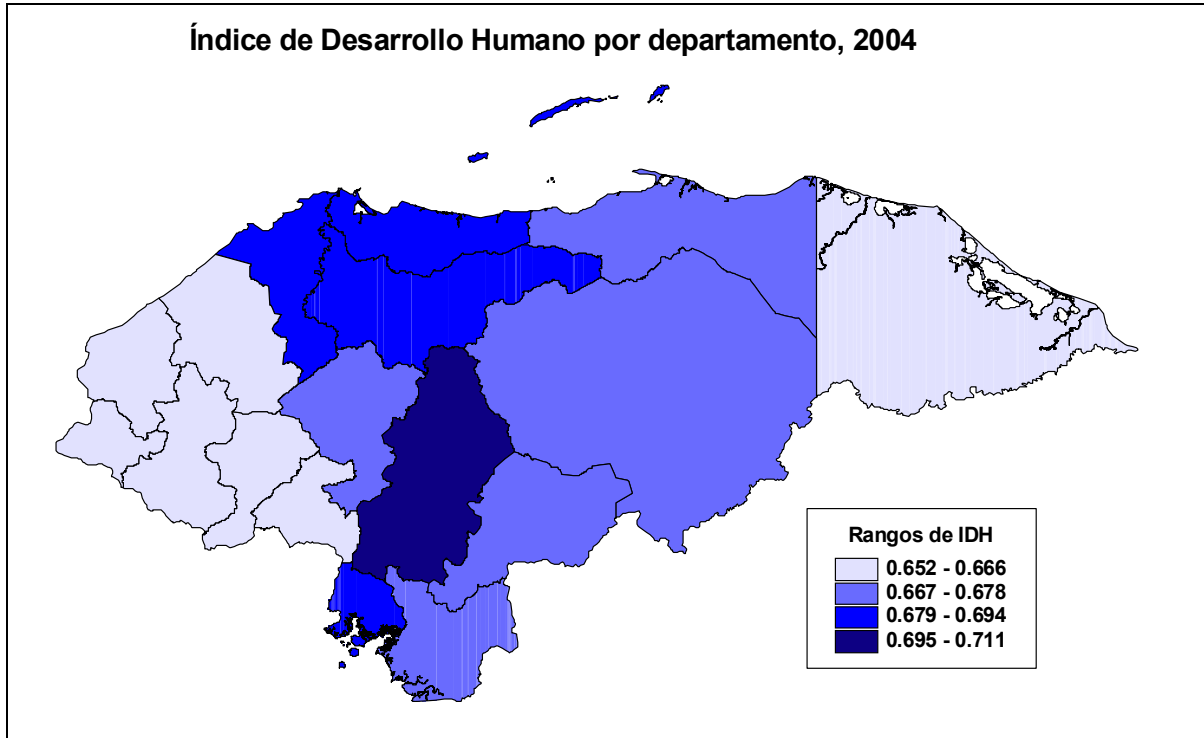 Índice de Desarrollo Humano por departamento, 2004
Rangos de IDH
0.652 - 0.666
0.667 - 0.678
0.679 - 0.694
0.695 - 0.711